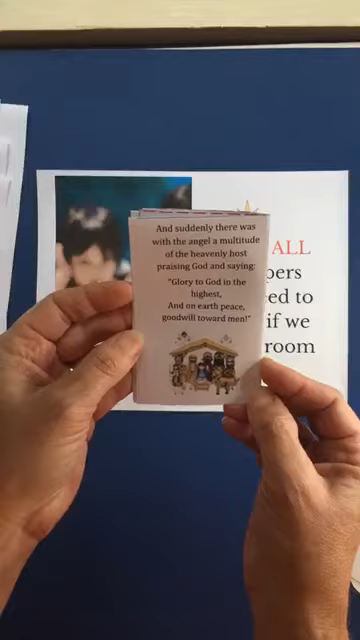 And suddenly there was
with the angel a multitude
of the heavenly host
praising God and saying:
"Glory to God in the
highest,
And on earth peace,
goodwill toward men!"
ALL
pers
ed to
if we
room